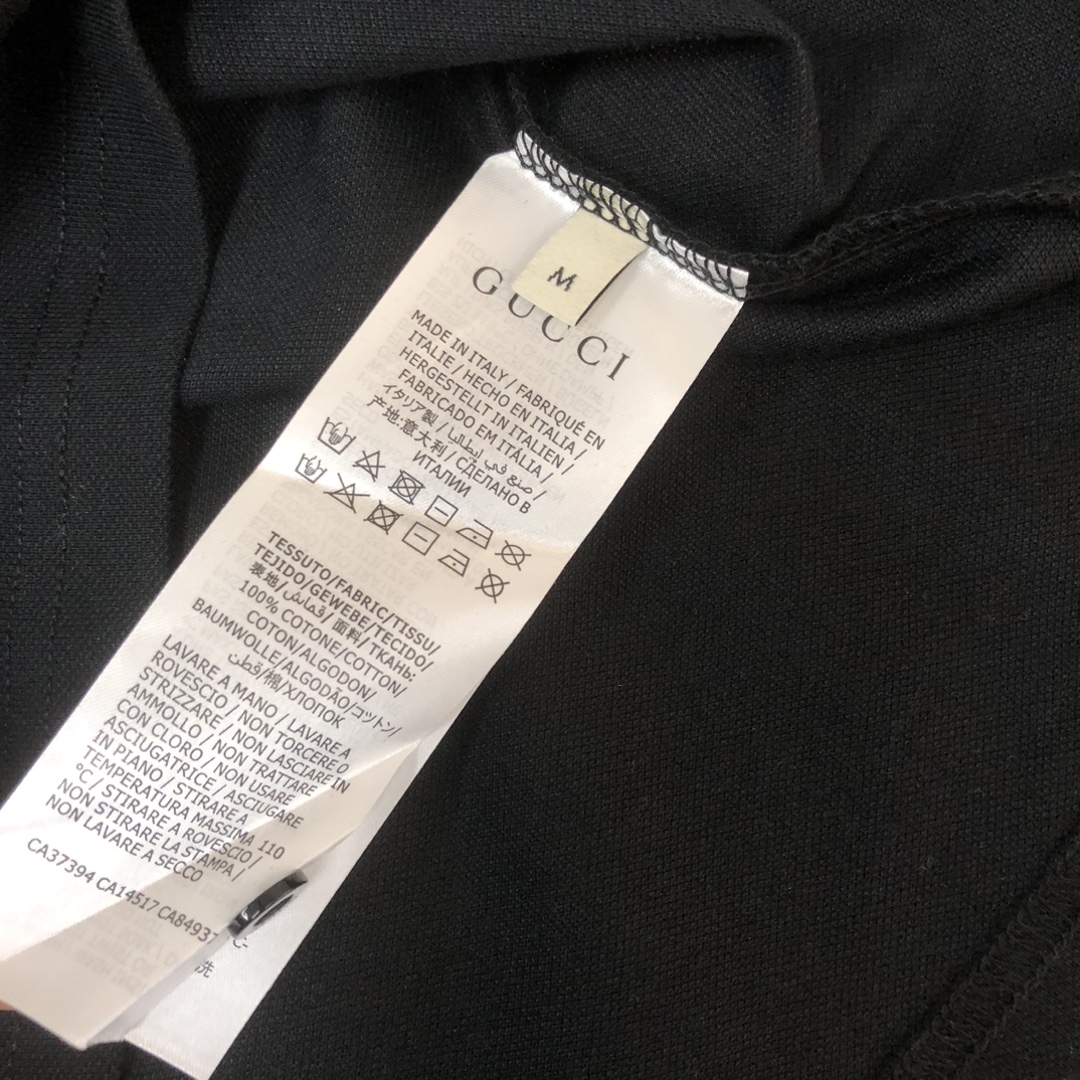 M
GUCCI
MADE IN ITALY / FABRIQUÉ EN
ITALIE / HECHO EN ITALIA /
HERGESTELLT IN ITALIEN /
FABRICADO EM ITÁLIA /
イタリア製 / صنع في إيطاليا /
产地:意大利 / СДЕЛАНО В
ИТАЛИИ
TESSUTO/FABRIC/TISSU/
TEJIDO/GEWEBE/TECIDO/
表地/قماش/面料/ТКАНЬ:
100% COTONE/COTTON/
COTON/ALGODON/
BAUMWOLLE/ALGODÃO/コットン/
قطن/棉/ХЛОПОК
LAVARE A MANO / LAVARE A
ROVESCIO / NON TORCERE O
STRIZZARE / NON LASCIARE IN
AMMOLLO / NON TRATTARE
CON CLORO / NON USARE
ASCIUGATRICE / ASCIUGARE
IN PIANO / STIRARE A
TEMPERATURA MASSIMA 110
°C / STIRARE A ROVESCIO /
NON STIRARE LA STAMPA /
NON LAVARE A SECCO
CA37394 CA14517 CA84937
洗